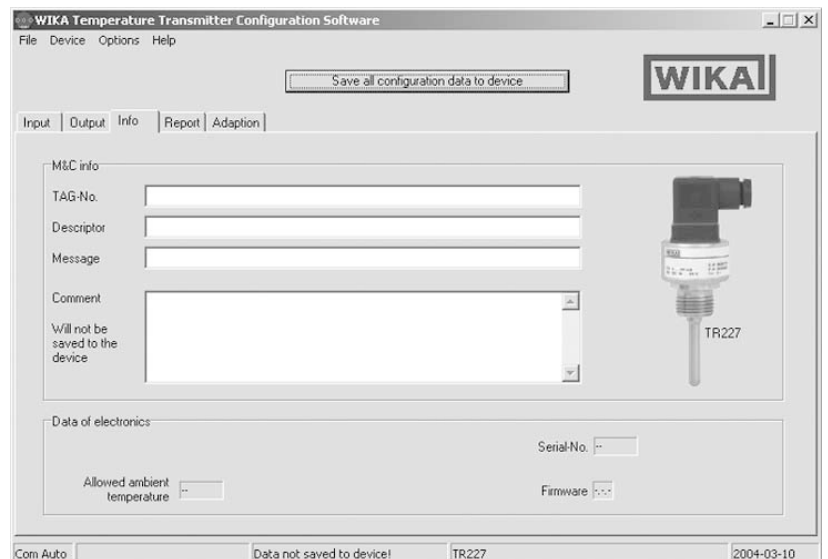 WIKA Temperature Transmitter Configuration Software
File Device Options Help
Save all configuration data to device
WIKA
Input Output Info Report Adaption
M&C info
TAG-No.
Descriptor
Message
Comment
Will not be
saved to the
device
TR227
Data of electronics
Serial-No. --
Allowed ambient
temperature --
Firmware -.-.-
Com Auto Data not saved to device! TR227 2004-03-10